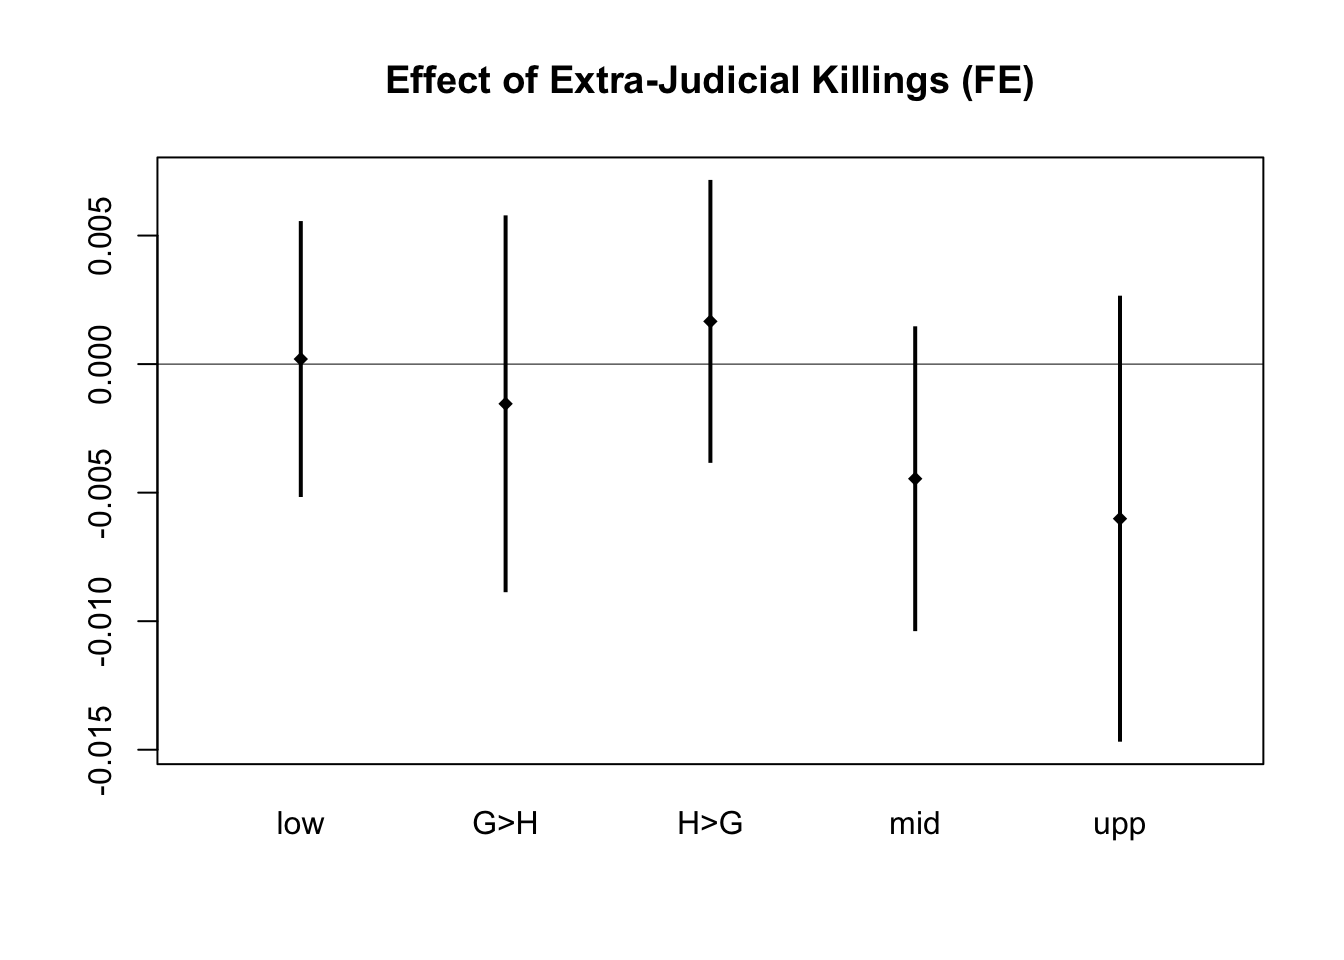 Effect of Extra-Judicial Killings (FE)
0.005
0.000
-0.005
-0.010
-0.015
low G>H H>G mid upp